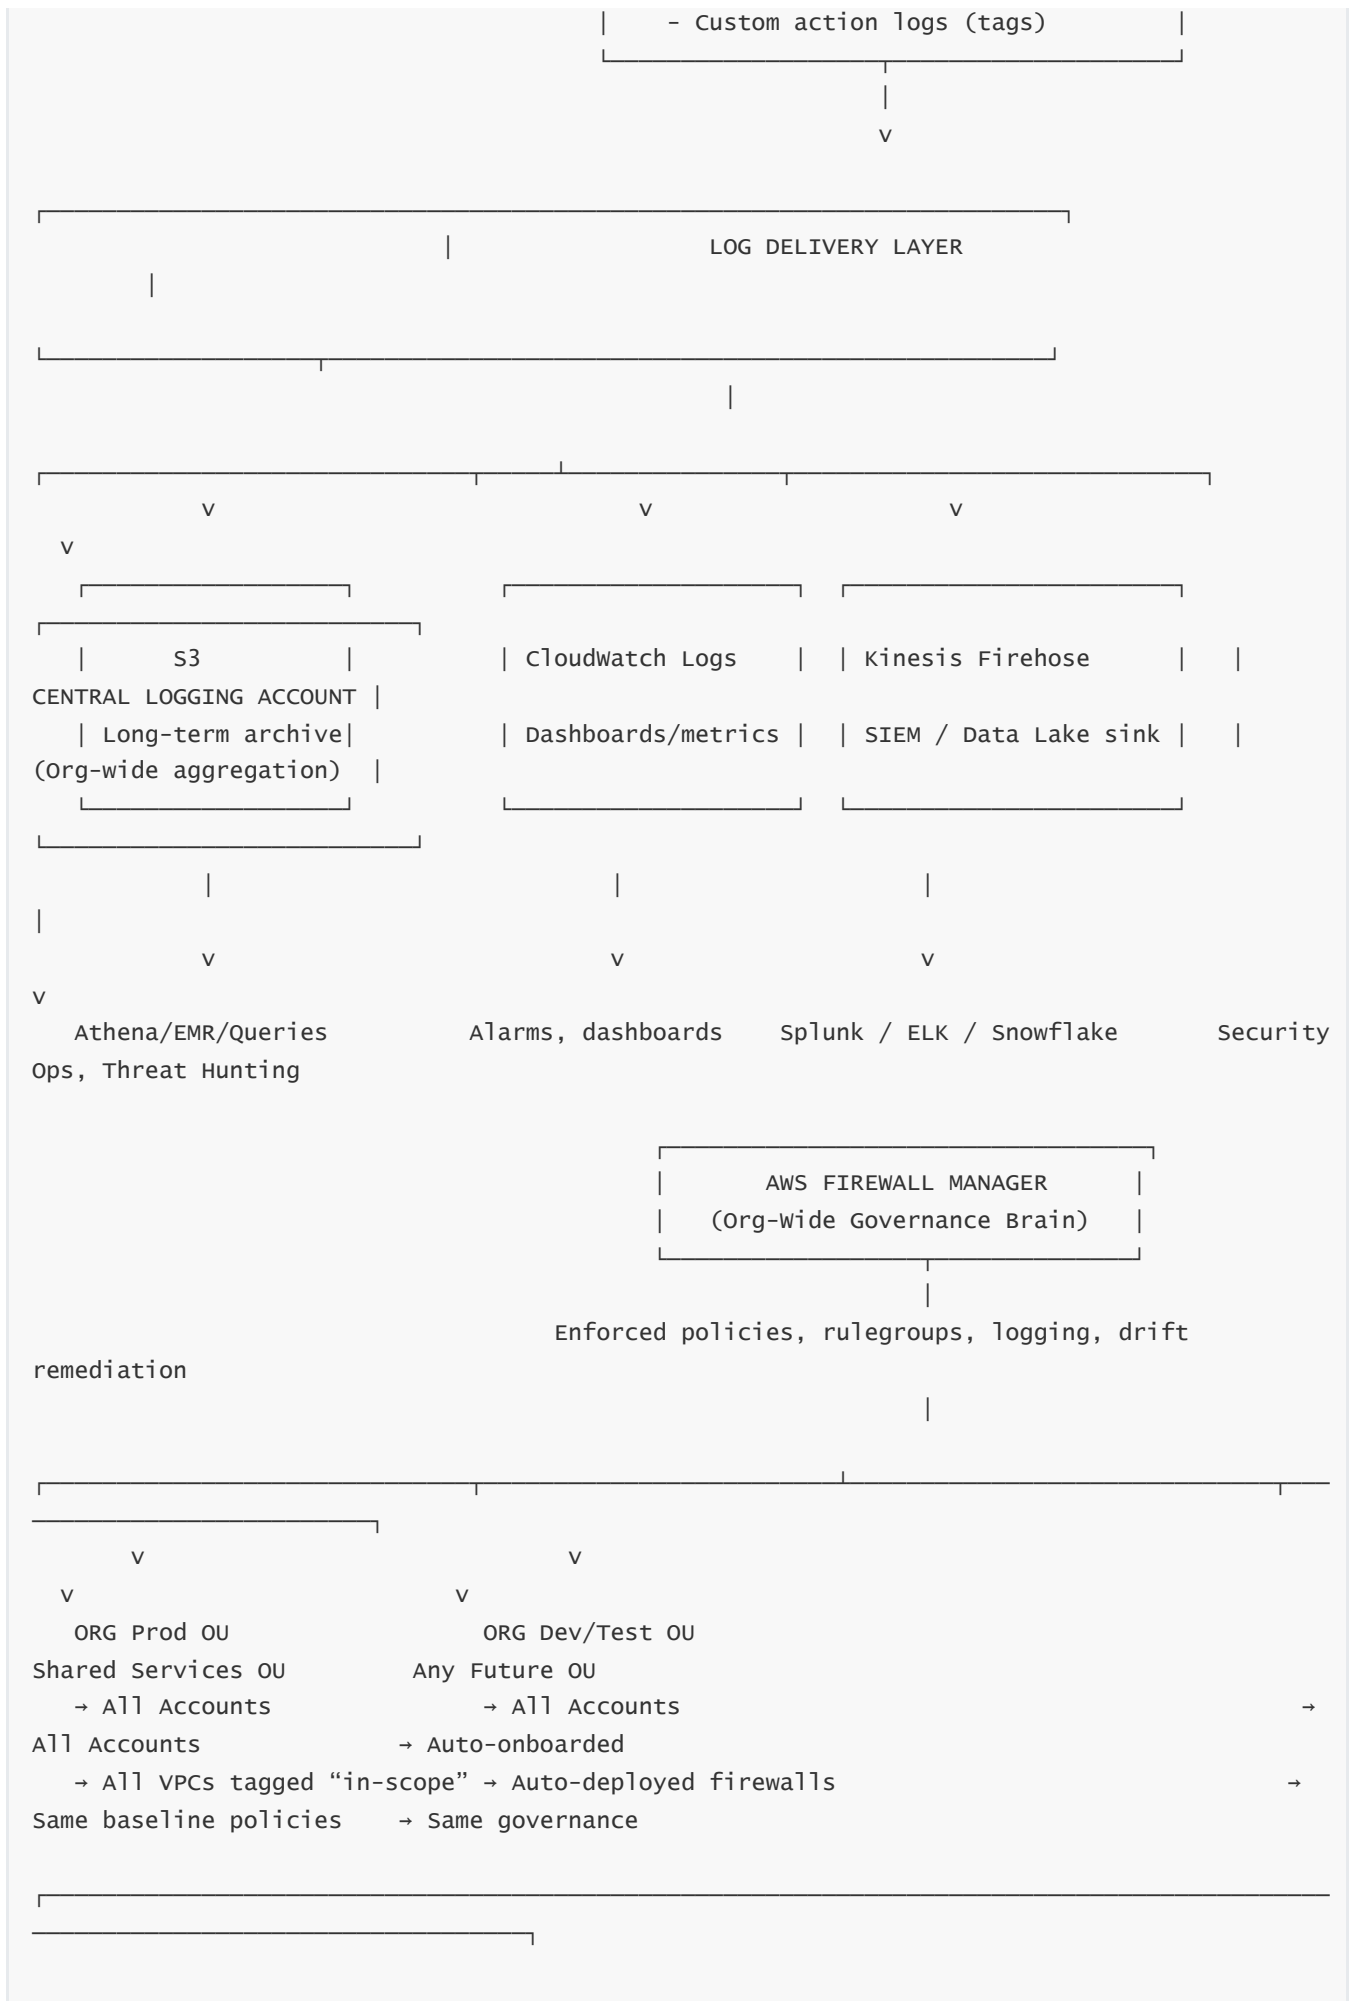 - Custom action logs (tags)
v
LOG DELIVERY LAYER
v v v
v
S3 | CloudWatch Logs | Kinesis Firehose
CENTRAL LOGGING ACCOUNT
Long-term archive | Dashboards/metrics | SIEM / Data Lake sink
(Org-wide aggregation)
v v v
v
Athena/EMR/Queries Alarms, dashboards Splunk / ELK / Snowflake Security
Ops, Threat Hunting
AWS FIREWALL MANAGER
(Org-Wide Governance Brain)
Enforced policies, rulegroups, logging, drift
remediation
v v
v v
ORG Prod OU ORG Dev/Test OU
Shared Services OU Any Future OU
→ All Accounts → All Accounts →
All Accounts → Auto-onboarded
→ All VPCs tagged “in-scope” → Auto-deployed firewalls →
Same baseline policies → Same governance